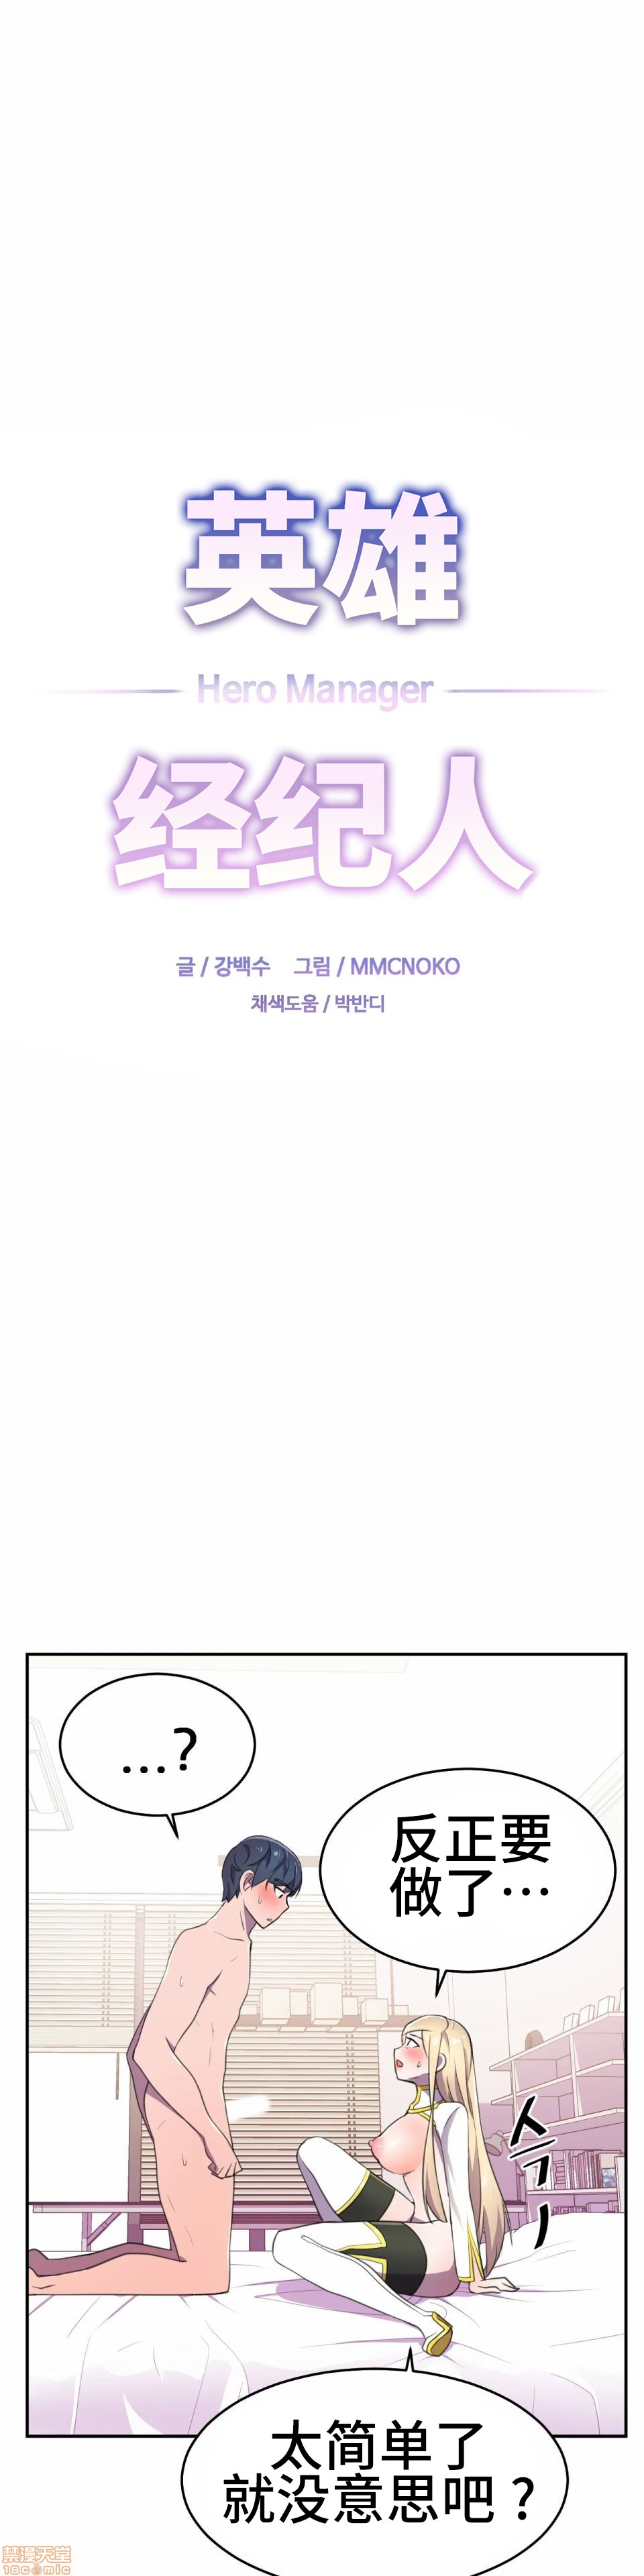 英雄
Hero Manager
经纪人
글 / 강백수 그림 / MMCNOKO
채색도움 / 박반디
…?
反正要
做了…
스윽
太简单了
就没意思吧？
禁漫天堂
18comic